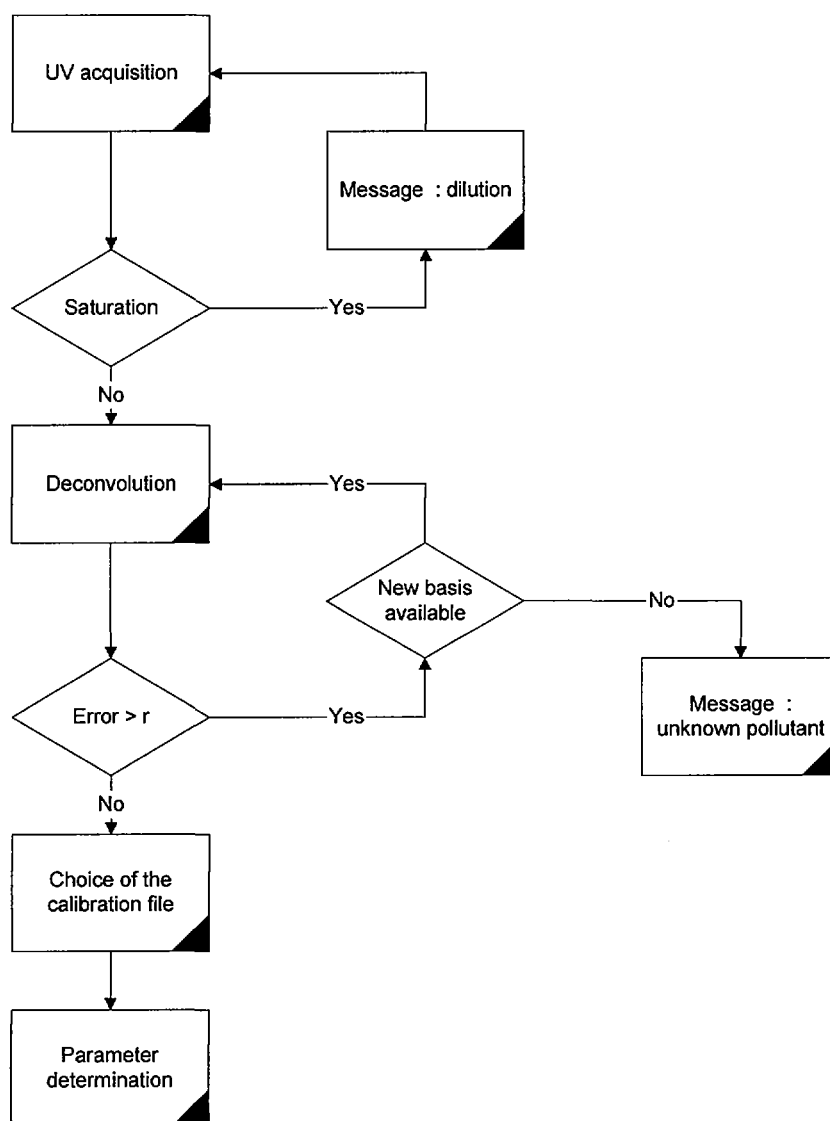 UV acquisition
Message : dilution
Saturation
Yes
No
Deconvolution
Yes
New basis
available
No
Error > r
Yes
Message :
unknown pollutant
No
Choice of the
calibration file
Parameter
determination